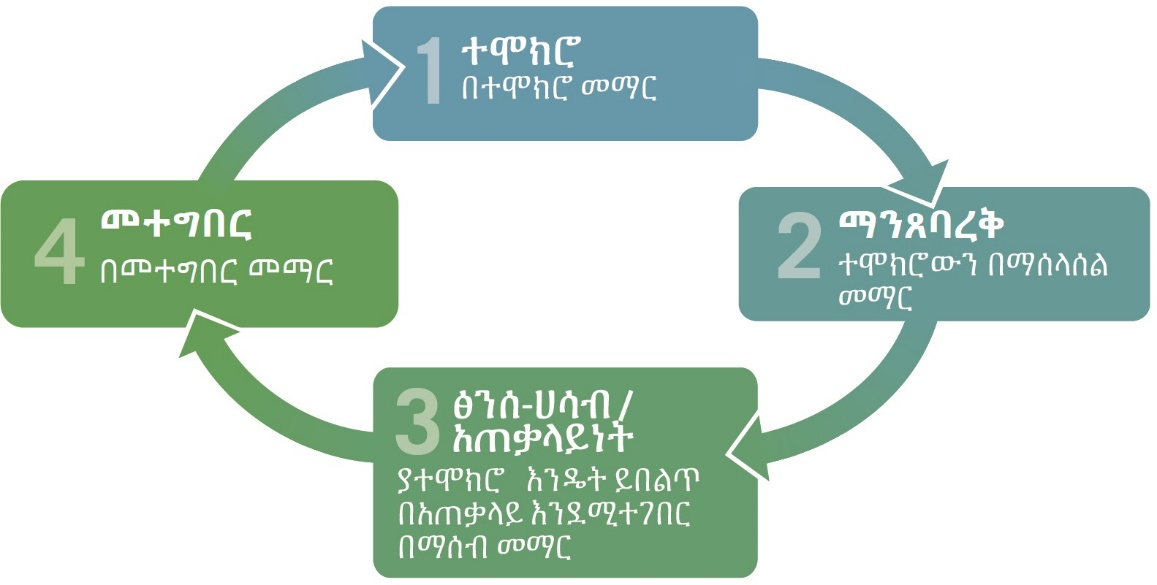 1 ተሞክሮ
በተሞክሮ መማር
2 ማንጸባረቅ
ተሞክሮውን በማሰላሰል
መማር
3 ፅንሰ-ሀሳብ/
አጠቃላይነት
ያተሞክሮ እንዴት ይበልጥ
በአጠቃላይ እንደሚተገበር
በማሰብ መማር
4 መተግበር
በመተግበር መማር